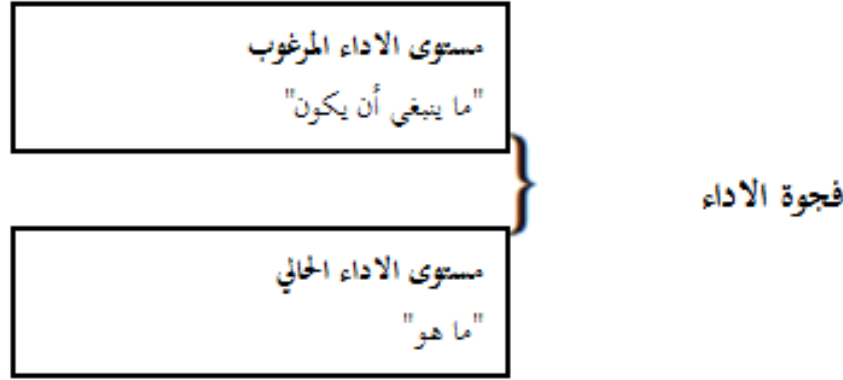 مستوى الاداء المرغوب
"ما ينبغي أن يكون"
فجوة الاداء
مستوى الاداء الحالي
"ما هو"